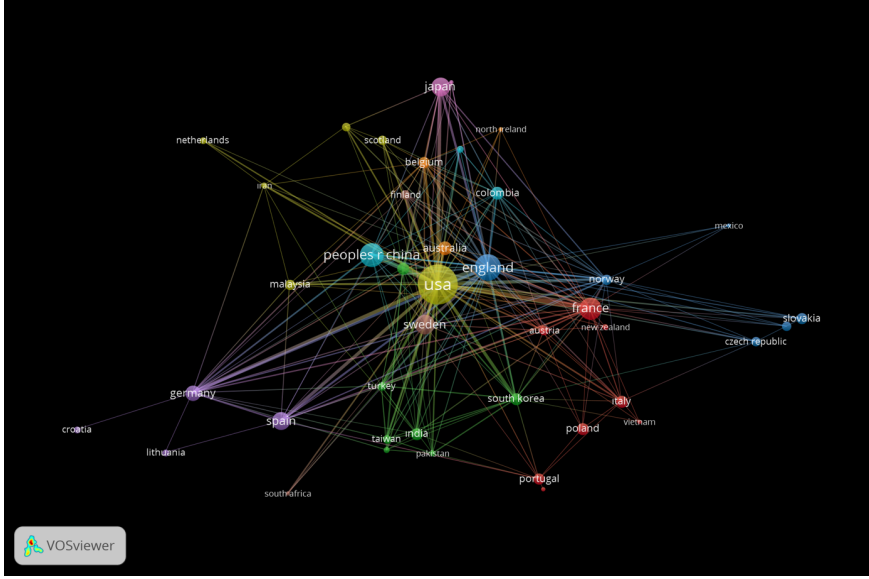 japan
north ireland
netherlands
scotland
belgium
iran
finland
colombia
mexico
australia
peoples r china
england
norway
malaysia
usa
france
slovakia
sweden
austria
new zealand
czech republic
turkey
germany
south korea
italy
spain
vietnam
croatia
india
poland
taiwan
lithuania
pakistan
portugal
south africa
VOSviewer